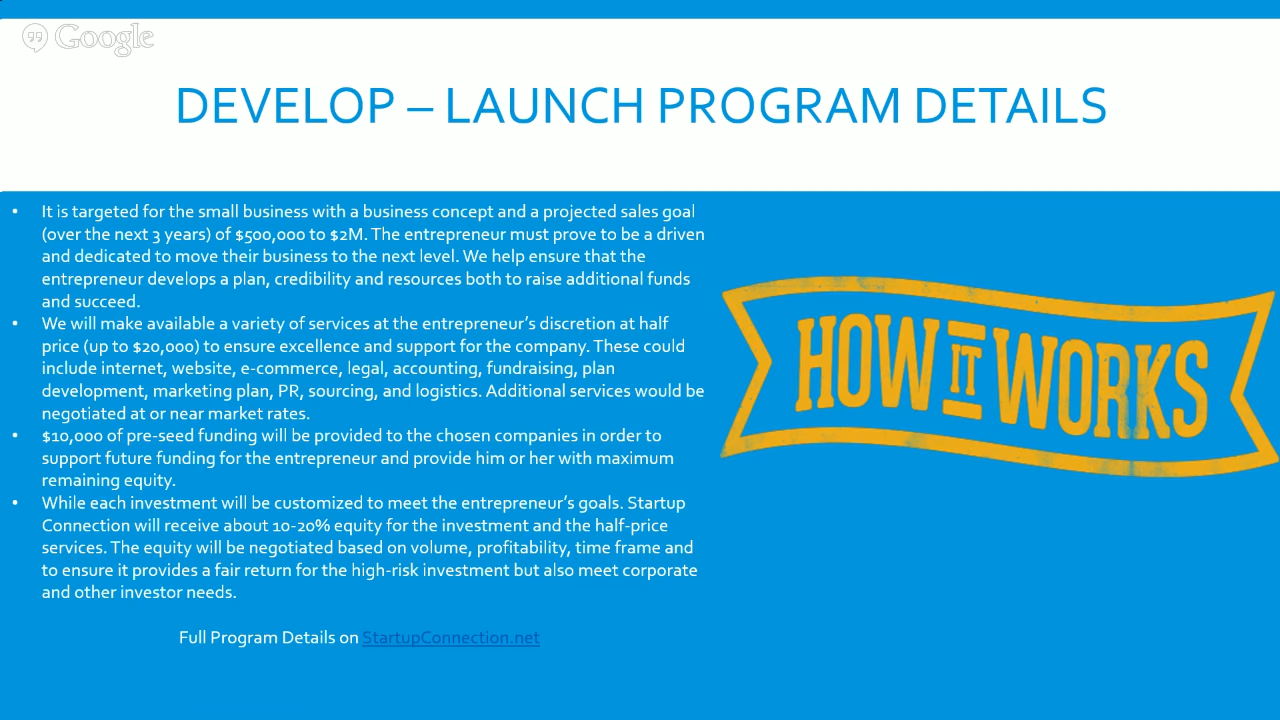 Google
DEVELOP – LAUNCH PROGRAM DETAILS
• It is targeted for the small business with a business concept and a projected sales goal
(over the next 3 years) of $500,000 to $2M. The entrepreneur must prove to be a driven
and dedicated to move their business to the next level. We help ensure that the
entrepreneur develops a plan, credibility and resources both to raise additional funds
and succeed.
• We will make available a variety of services at the entrepreneur's discretion at half
price (up to $20,000) to ensure excellence and support for the company. These could
include internet, website, e-commerce, legal, accounting, fundraising, plan
development, marketing plan, PR, sourcing, and logistics. Additional services would be
negotiated at or near market rates.
• $10,000 of pre-seed funding will be provided to the chosen companies in order to
support future funding for the entrepreneur and provide him or her with maximum
remaining equity.
• While each investment will be customized to meet the entrepreneur's goals. Startup
Connection will receive about 10-20% equity for the investment and the half-price
services. The equity will be negotiated based on volume, profitability, time frame and
to ensure it provides a fair return for the high-risk investment but also meet corporate
and other investor needs.
Full Program Details on StartupConnection.net
HOW IT WORKS